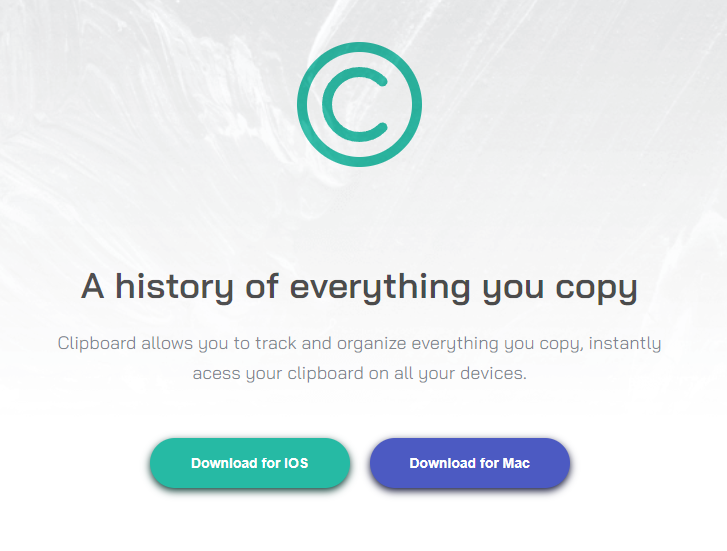 A history of everything you copy
Clipboard allows you to track and organize everything you copy, instantly
acess your clipboard on all your devices.
Download for IOS
Download for Mac